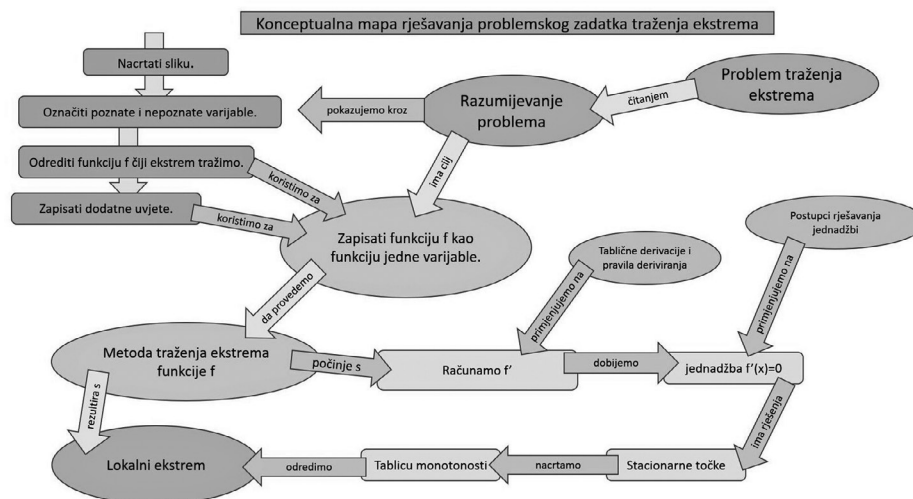 Konceptualna mapa rješavanja problemskog zadatka traženja ekstrema
Nacrtati sliku.
Problem traženja
ekstrema
čitanjem
Razumijevanje
problema
pokazujemo kroz
Označiti poznate i nepoznate varijable.
Odrediti funkciju f čiji ekstrem tražimo.
Zapisati dodatne uvjete.
koristimo za
koristimo za
ima cilj
Zapisati funkciju f kao
funkciju jedne varijable.
Postupci rješavanja
jednadžbi
Tablične derivacije i
pravila deriviranja
da provedemo
primjenjujemo na
primjenjujemo na
Metoda traženja ekstrema
funkcije f
počinje s
Računamo f'
dobijemo
jednadžba f'(x)=0
rezultira s
ima rješenja
Lokalni ekstrem
odredimo
Tablicu monotonosti
nacrtamo
Stacionarne točke